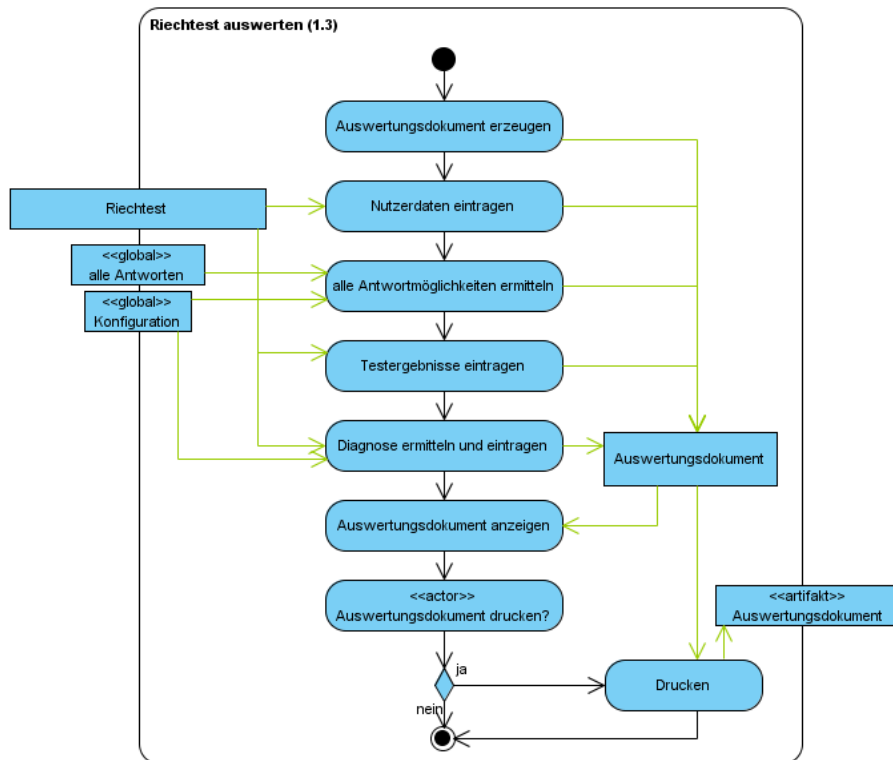 Riechtest auswerten (1.3)
Auswertungsdokument erzeugen
Riechtest
Nutzerdaten eintragen
<<global>>
alle Antworten
alle Antwortmöglichkeiten ermitteln
<<global>>
Konfiguration
Testergebnisse eintragen
Diagnose ermitteln und eintragen
Auswertungsdokument
Auswertungsdokument anzeigen
<<actor>>
Auswertungsdokument drucken?
<<artifakt>>
Auswertungsdokument
ja
Drucken
nein